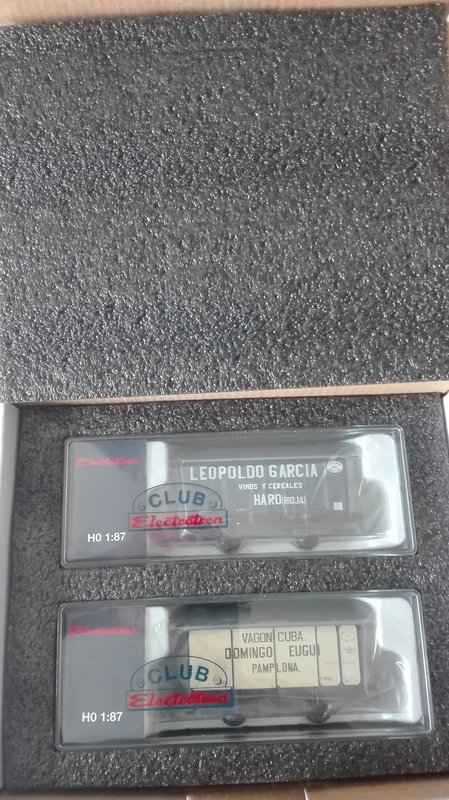 Electrotren
LEOPOLDO GARCIA
VINOS Y CEREALES
HARO (RIOJA)
CLUB
Electrotren
H0 1:87
Electrotren
VAGON CUBA.
DOMINGO EUGUI
PAMPLONA.
CLUB
Electrotren
H0 1:87